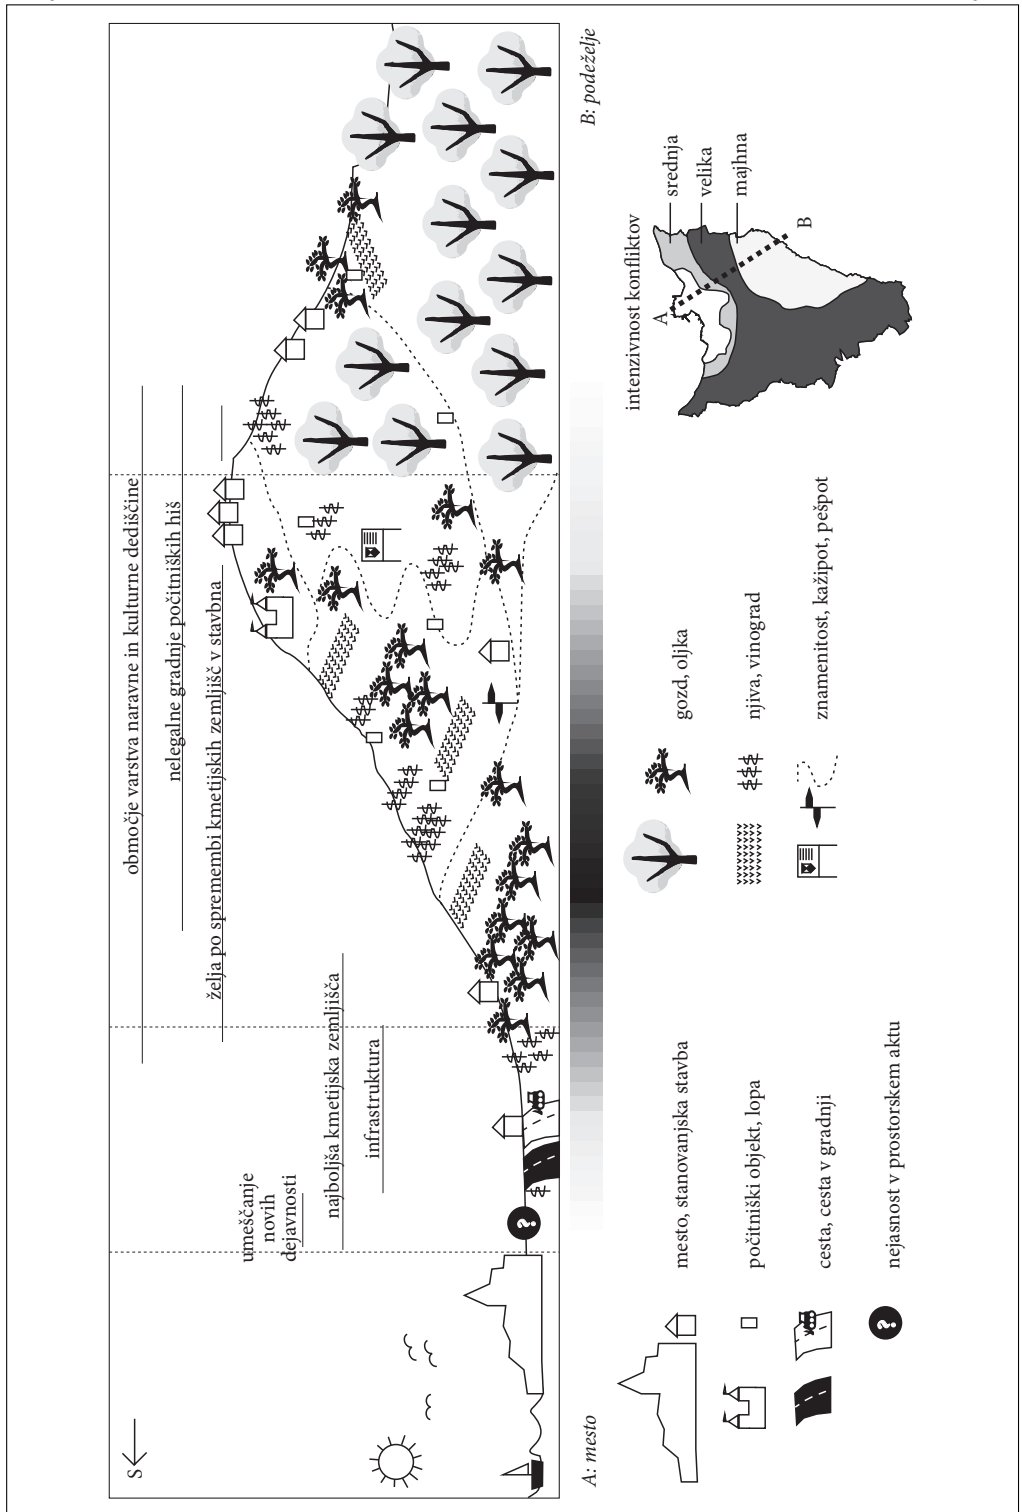 S
območje varstva naravne in kulturne dediščine
nelegalne gradnje počitniških hiš
želja po spremembi kmetijskih zemljišč v stavbna
umeščanje
novih
dejavnosti
najboljša kmetijska zemljišča
infrastruktura
?
A: mesto
B: podeželje
mesto, stanovanjska stavba
počitniški objekt, lopa
cesta, cesta v gradnji
?
nejasnost v prostorskem aktu
gozd, oljka
njiva, vinograd
znamenitost, kažipot, pešpot
intenzivnost konfliktov
A
B
srednja
velika
majhna